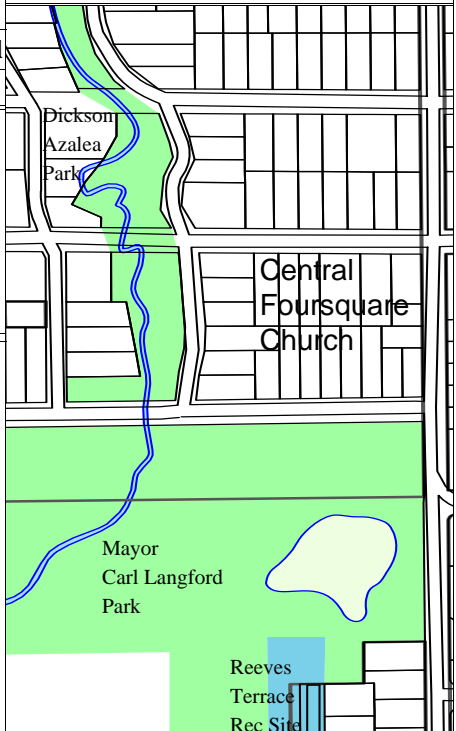 Dickson
Azalea
Park
Central
Foursquare
Church
Mayor
Carl Langford
Park
Reeves
Terrace
Rec Site